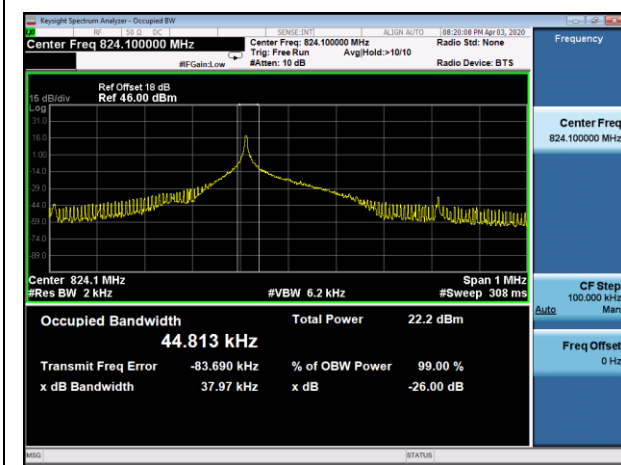 Keysight Spectrum Analyzer - Occupied BW
LXI RF 50 Ω DC SENSE:INT ALIGN AUTO 08:20:08 PM Apr 03, 2020
Center Freq 824.100000 MHz
Center Freq: 824.100000 MHz Radio Std: None
Trig: Free Run Avg|Hold:>10/10
#IFGain:Low #Atten: 10 dB Radio Device: BTS
Ref Offset 18 dB
15 dB/div Ref 46.00 dBm
Log
31.0
16.0
1.00
-14.0
-29.0
-44.0
-59.0
-74.0
-89.0
Center 824.1 MHz Span 1 MHz
#Res BW 2 kHz #VBW 6.2 kHz #Sweep 308 ms
Occupied Bandwidth Total Power 22.2 dBm
44.813 kHz
Transmit Freq Error -83.690 kHz % of OBW Power 99.00 %
x dB Bandwidth 37.97 kHz x dB -26.00 dB
MSG STATUS
Frequency
Center Freq
824.100000 MHz
CF Step
100.000 kHz
Auto Man
Freq Offset
0 Hz